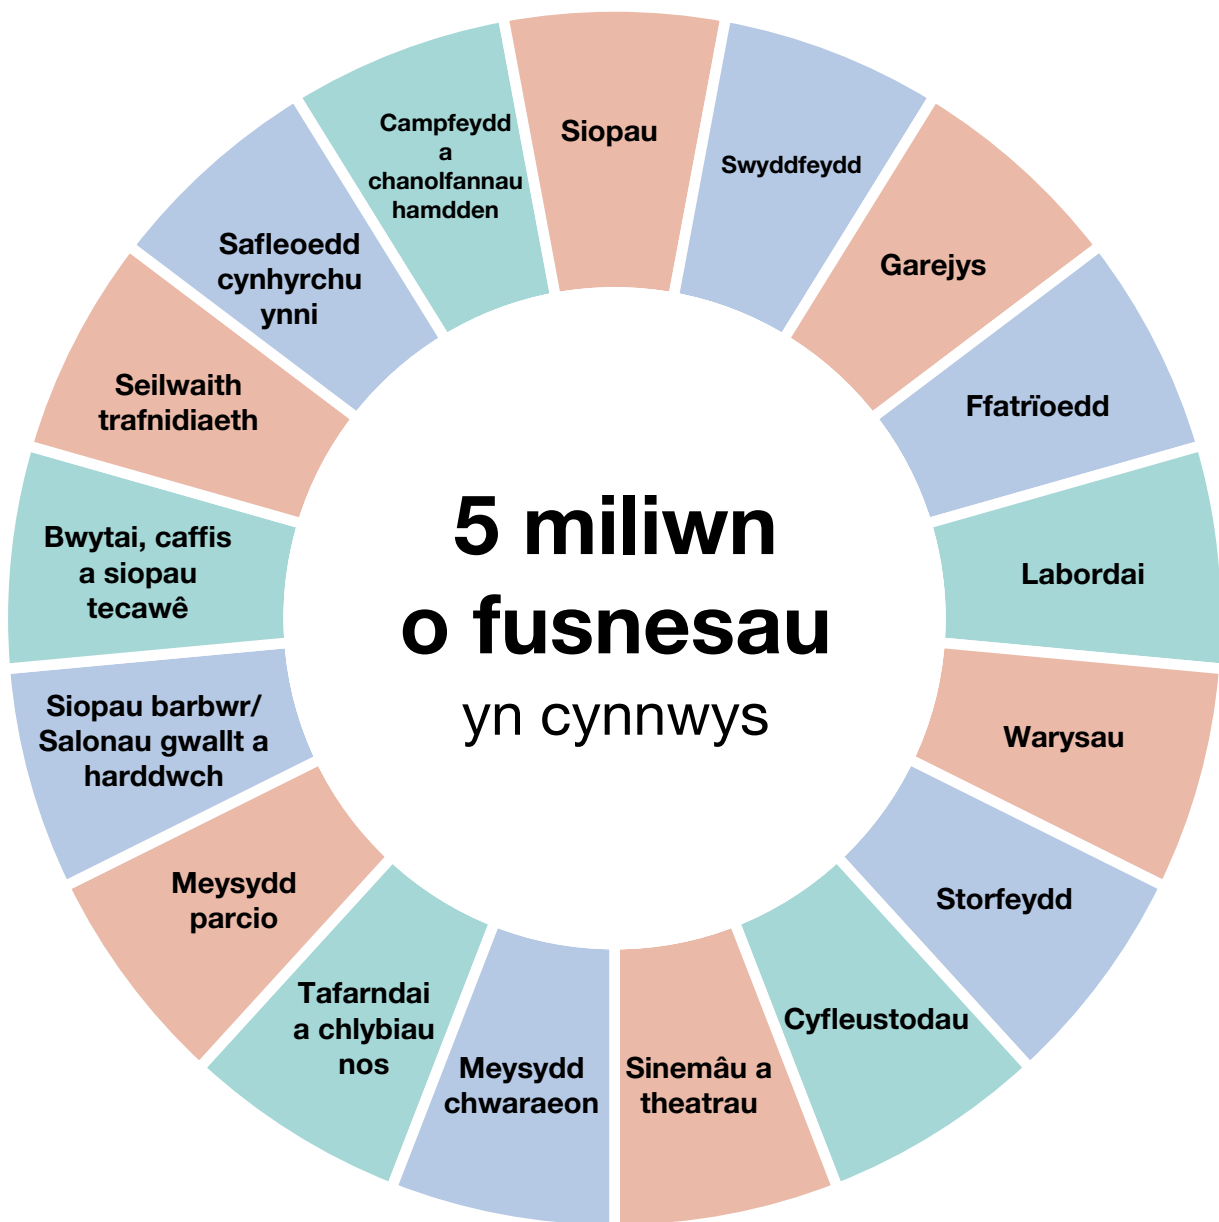 5 miliwn
o fusnesau
yn cynnwys
Siopau
Swyddfeydd
Garejys
Ffatrïoedd
Labordai
Warysau
Storfeydd
Cyfleustodau
Sinemâu a
theatrau
Meysydd
chwaraeon
Tafarndai
a chlybiau
nos
Meysydd
parcio
Siopau barbwr/
Salonau gwallt a
harddwch
Bwytai, caffis
a siopau
tecawê
Seilwaith
trafnidiaeth
Safleoedd
cynhyrchu
ynni
Campfeydd
a
chanolfannau
hamdden